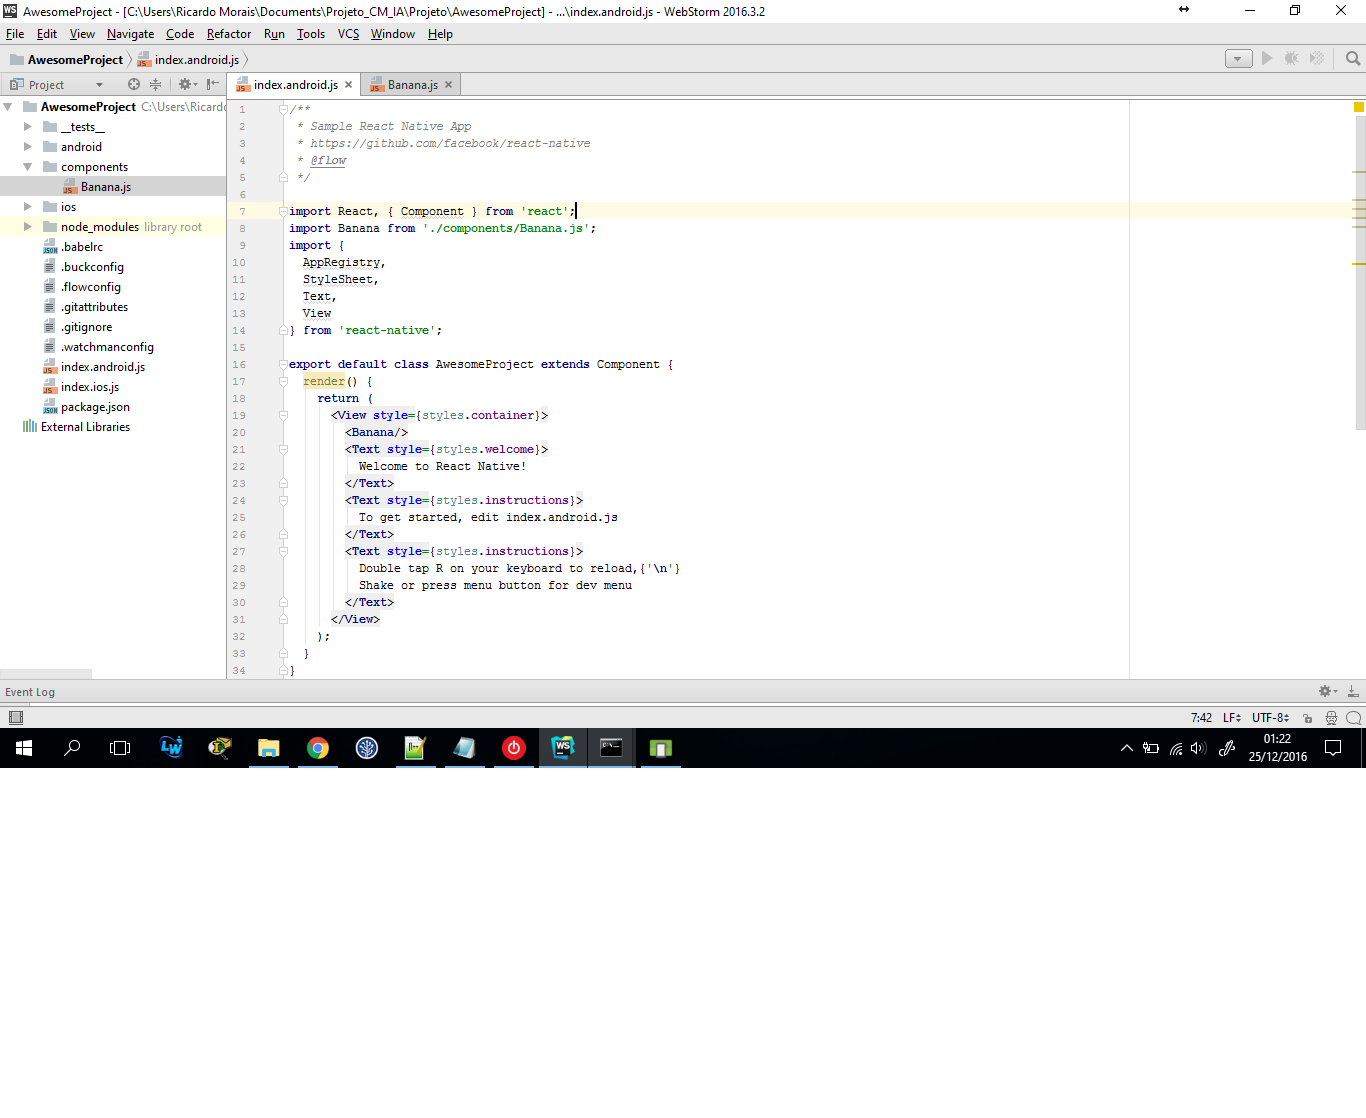 AwesomeProject - [C:\Users\Ricardo Morais\Documents\Projeto_CM_IA\Projeto\AwesomeProject] - ...\index.android.js - WebStorm 2016.3.2
File Edit View Navigate Code Refactor Run Tools VCS Window Help
AwesomeProject index.android.js
Project
index.android.js Banana.js
AwesomeProject C:\Users\Ricardo
__tests__
android
components
Banana.js
ios
node_modules library root
.babelrc
.buckconfig
.flowconfig
.gitattributes
.gitignore
.watchmanconfig
index.android.js
index.ios.js
package.json
External Libraries
1 /**
2 * Sample React Native App
3 * https://github.com/facebook/react-native
4 * @flow
5 */
6
7 import React, { Component } from 'react';
8 import Banana from './components/Banana.js';
9 import {
10 AppRegistry,
11 StyleSheet,
12 Text,
13 View
14 } from 'react-native';
15
16 export default class AwesomeProject extends Component {
17 render() {
18 return (
19 <View style={styles.container}>
20 <Banana/>
21 <Text style={styles.welcome}>
22 Welcome to React Native!
23 </Text>
24 <Text style={styles.instructions}>
25 To get started, edit index.android.js
26 </Text>
27 <Text style={styles.instructions}>
28 Double tap R on your keyboard to reload,{'\n'}
29 Shake or press menu button for dev menu
30 </Text>
31 </View>
32 );
33 }
34 }
Event Log
7:42 LF UTF-8
01:22
25/12/2016